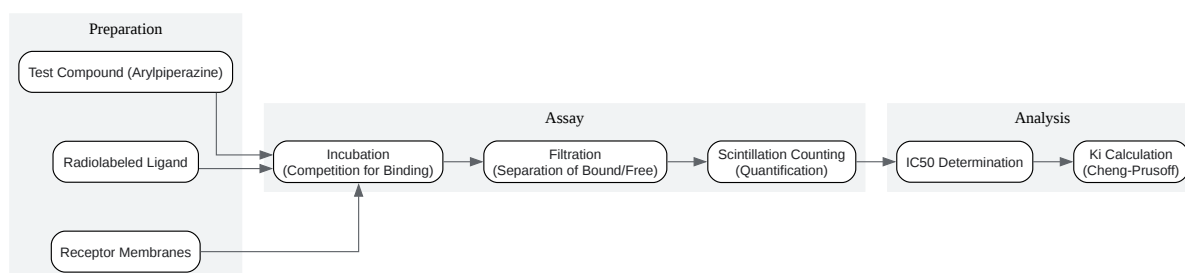 Preparation
Test Compound (Arylpiperazine)
Radiolabeled Ligand
Receptor Membranes
Assay
Incubation
(Competition for Binding)
Filtration
(Separation of Bound/Free)
Scintillation Counting
(Quantification)
Analysis
IC50 Determination
Ki Calculation
(Cheng-Prusoff)